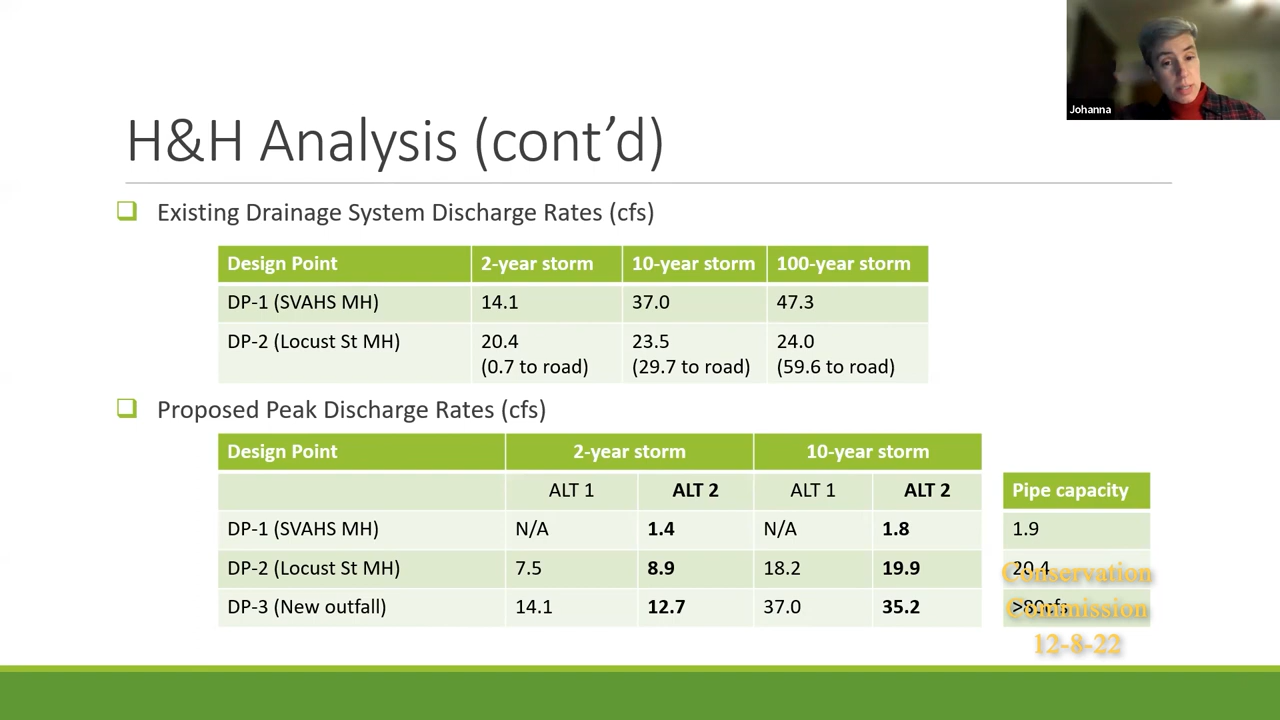 Johanna
H&H Analysis (cont’d)
Existing Drainage System Discharge Rates (cfs)
Design Point 2-year storm 10-year storm 100-year storm
DP-1 (SVAHS MH) 14.1 37.0 47.3
DP-2 (Locust St MH) 20.4 23.5 24.0
(0.7 to road) (29.7 to road) (59.6 to road)
Proposed Peak Discharge Rates (cfs)
Design Point 2-year storm 10-year storm
ALT 1 ALT 2 ALT 1 ALT 2 Pipe capacity
DP-1 (SVAHS MH) N/A 1.4 N/A 1.8 1.9
DP-2 (Locust St MH) 7.5 8.9 18.2 19.9 20.4
DP-3 (New outfall) 14.1 12.7 37.0 35.2
Conservation
Commission
12-8-22